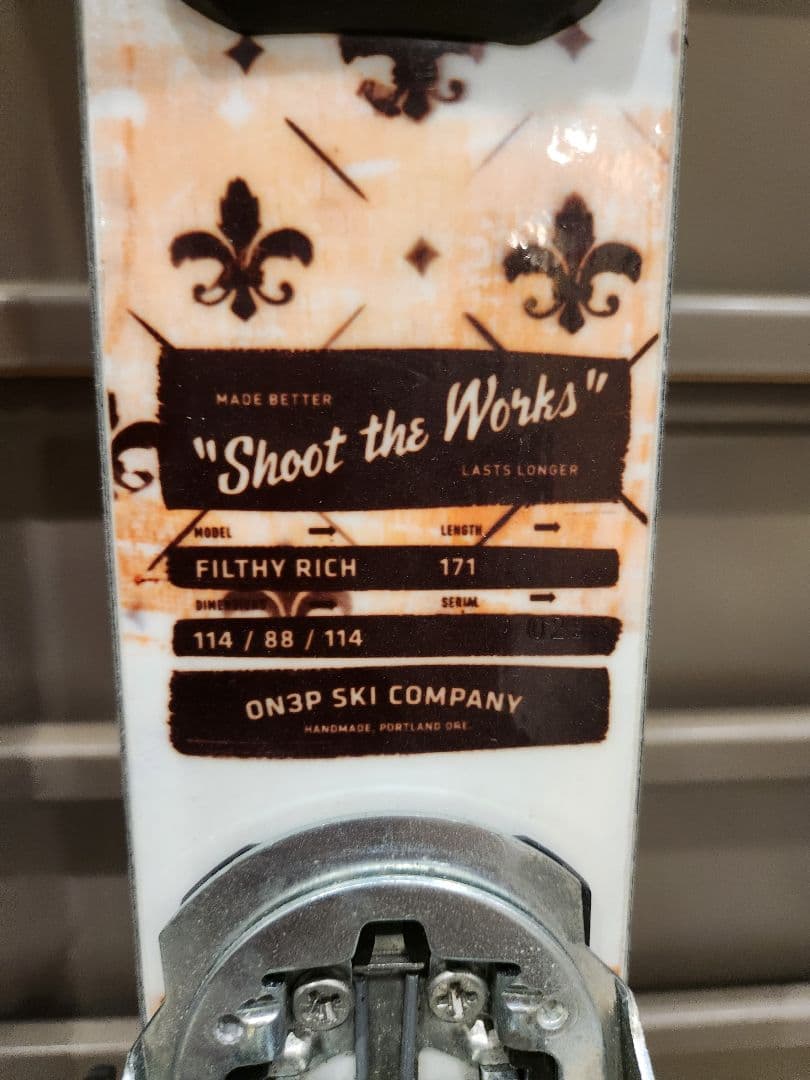 MADE BETTER
"Shoot the Works"
LASTS LONGER
MODEL LENGTH
FILTHY RICH 171
DIMENSIONS SERIAL
114 / 88 / 114
ON3P SKI COMPANY
HANDMADE, PORTLAND ORE.